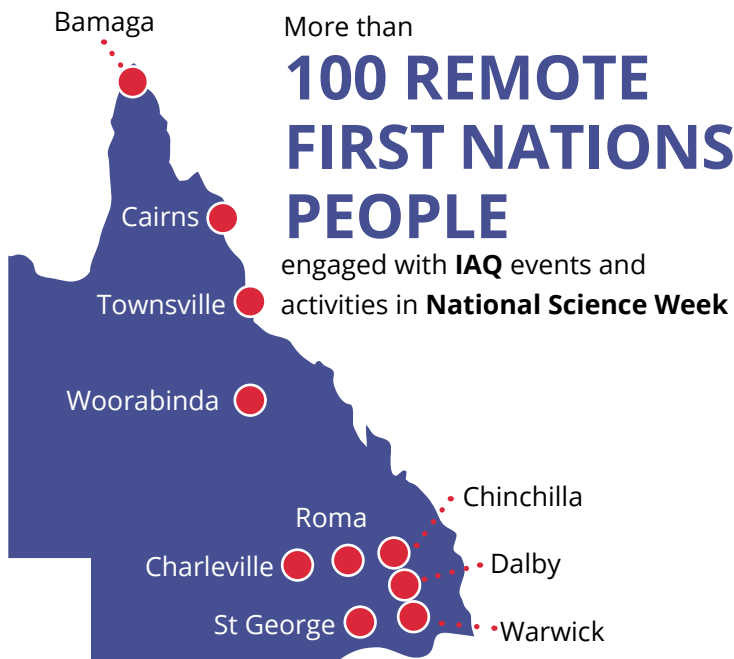 Bamaga
More than
100 REMOTE
FIRST NATIONS
PEOPLE
engaged with IAQ events and
activities in National Science Week
Cairns
Townsville
Woorabinda
Chinchilla
Roma
Charleville
Dalby
St George
Warwick